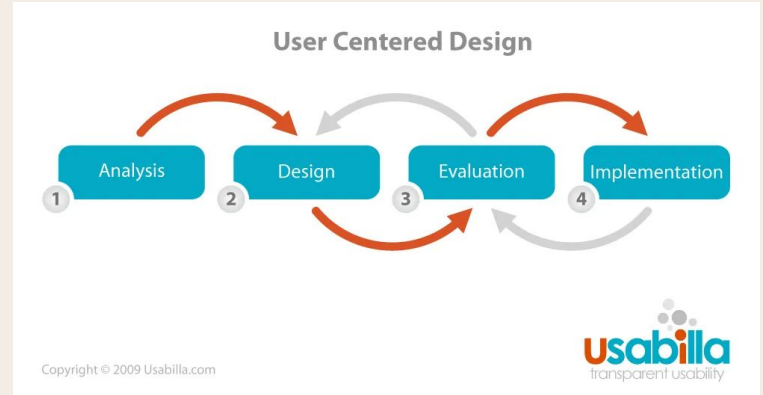 User Centered Design
Analysis
Design
Evaluation
Implementation
1
2
3
4
usabilla
transparent usability
Copyright © 2009 Usabilla.com